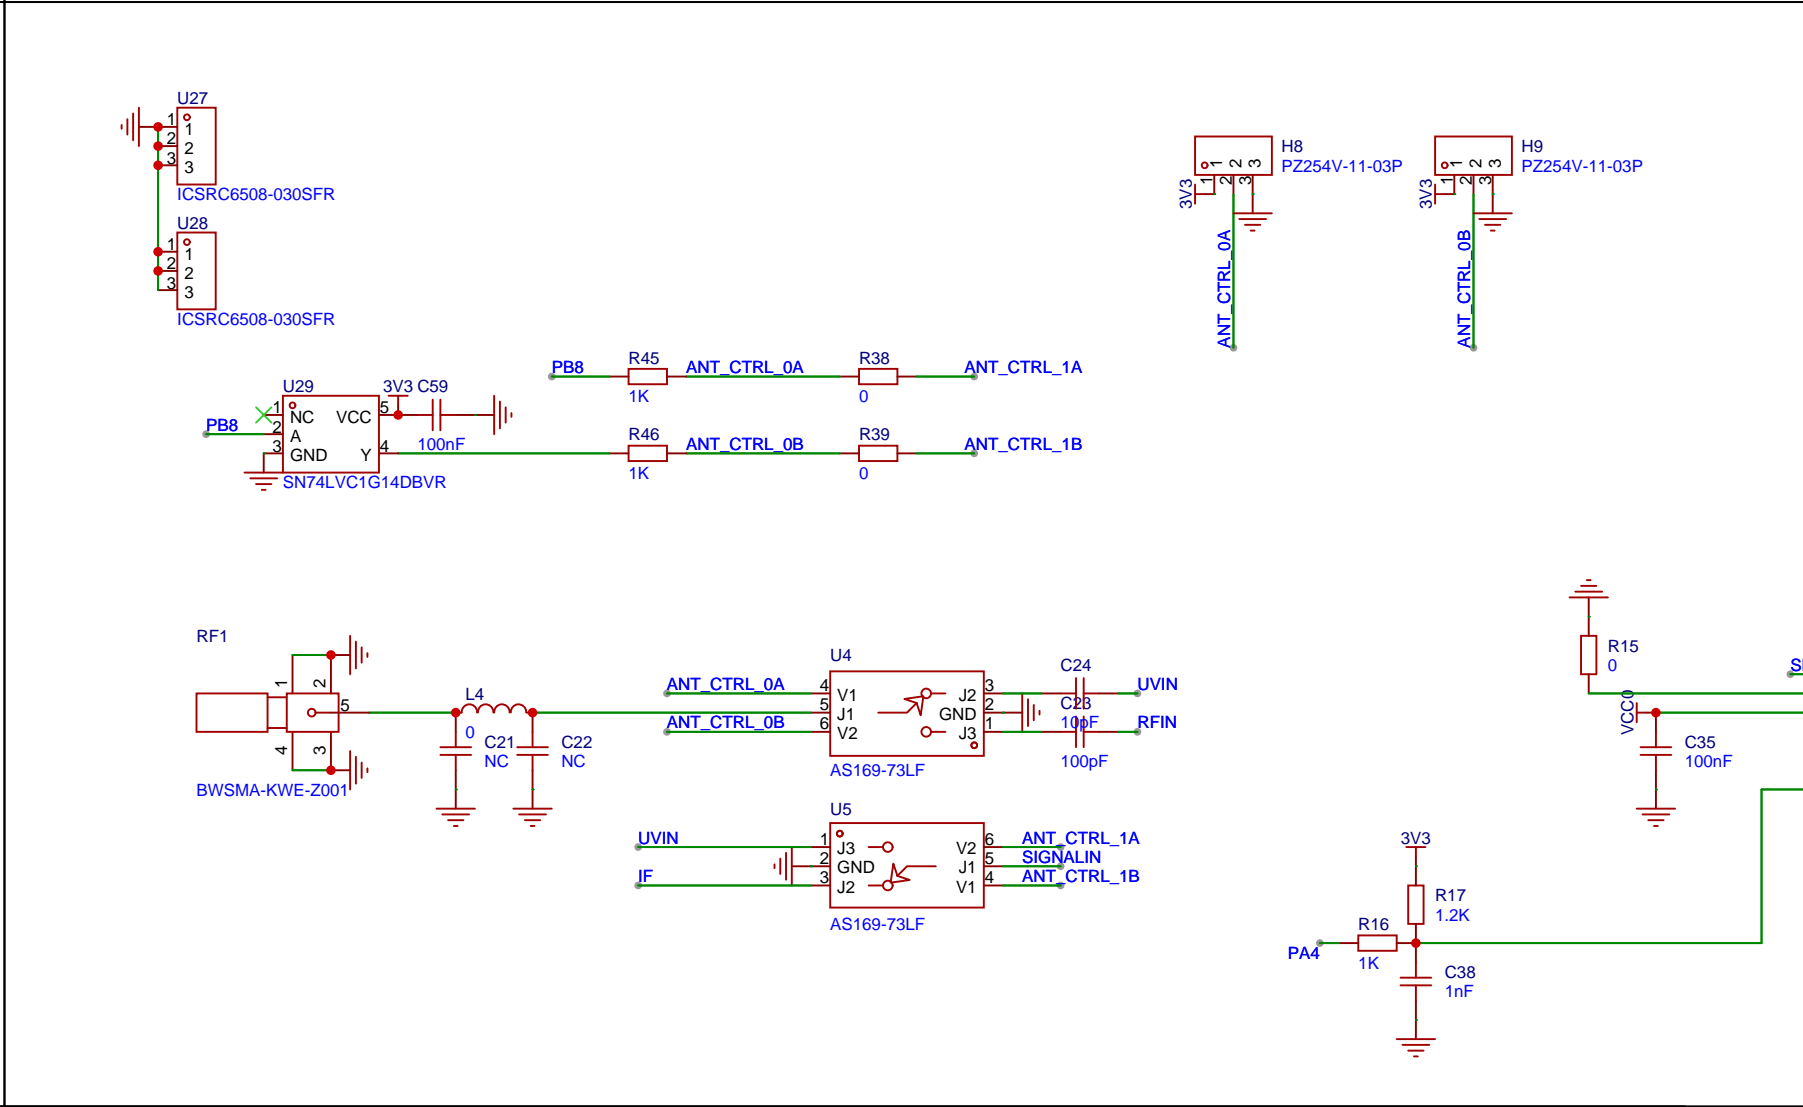 U27
1
1
2
2
3
3
ICSRC6508-030SFR
U28
1
1
2
2
3
3
ICSRC6508-030SFR
H8
PZ254V-11-03P
1 2 3
1 2 3
3V3
ANT_CTRL_0A
H9
PZ254V-11-03P
1 2 3
1 2 3
3V3
ANT_CTRL_0B
PB8
R45
1K
ANT_CTRL_0A
R38
0
ANT_CTRL_1A
U29
3V3 C59
100nF
PB8
1
NC
2
A
3
GND
VCC
5
Y
4
SN74LVC1G14DBVR
R46
1K
ANT_CTRL_0B
R39
0
ANT_CTRL_1B
RF1
1
2
5
4
3
BWSMA-KWE-Z001
L4
0
C21
NC
C22
NC
U4
ANT_CTRL_0A
4
V1
5
J1
ANT_CTRL_0B
6
V2
J2
3
GND
2
J3
1
AS169-73LF
C24
UVIN
C23
10pF
RFIN
100pF
U5
UVIN
1
J3
2
GND
IF
3
J2
V2
6
ANT_CTRL_1A
J1
5
SIGNALIN
V1
4
ANT_CTRL_1B
AS169-73LF
R15
0
VCC0
C35
100nF
3V3
R17
1.2K
R16
1K
PA4
C38
1nF